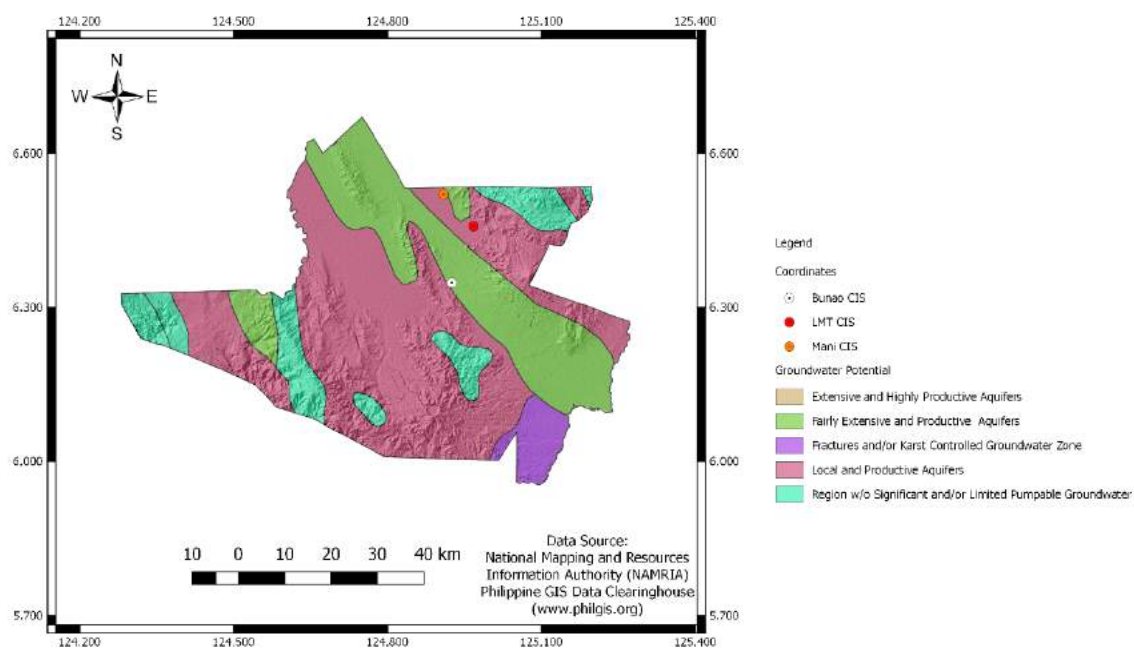 124.200 124.500 124.800 125.100 125.400
N
W E
S
6.600 6.600
6.300 6.300
6.000 6.000
5.700 5.700
Legend
Coordinates
Bunao CIS
LMT CIS
Mani CIS
Groundwater Potential
Extensive and Highly Productive Aquifers
Fairly Extensive and Productive Aquifers
Fractures and/or Karst Controlled Groundwater Zone
Local and Productive Aquifers
Region w/o Significant and/or Limited Pumpable Groundwater
10 0 10 20 30 40 km
Data Source:
National Mapping and Resources
Information Authority (NAMRIA)
Philippine GIS Data Clearinghouse
(www.philgis.org)
124.200 124.500 124.800 125.100 125.400